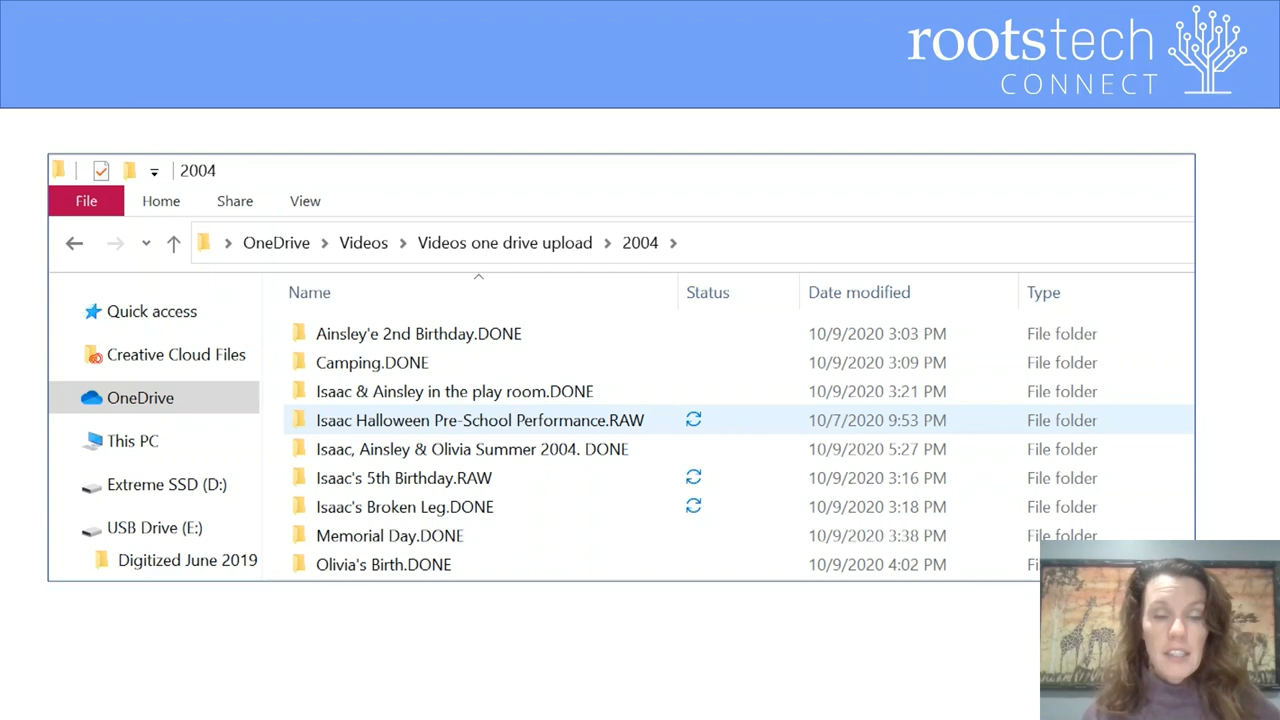 rootstech
CONNECT
2004
File Home Share View
OneDrive Videos Videos one drive upload 2004
Name Status Date modified Type
Quick access
Creative Cloud Files
OneDrive
This PC
Extreme SSD (D:)
USB Drive (E:)
Digitized June 2019
Ainsley'e 2nd Birthday.DONE 10/9/2020 3:03 PM File folder
Camping.DONE 10/9/2020 3:09 PM File folder
Isaac & Ainsley in the play room.DONE 10/9/2020 3:21 PM File folder
Isaac Halloween Pre-School Performance.RAW 10/7/2020 9:53 PM File folder
Isaac, Ainsley & Olivia Summer 2004. DONE 10/9/2020 5:27 PM File folder
Isaac's 5th Birthday.RAW 10/9/2020 3:16 PM File folder
Isaac's Broken Leg.DONE 10/9/2020 3:18 PM File folder
Memorial Day.DONE 10/9/2020 3:38 PM File folder
Olivia's Birth.DONE 10/9/2020 4:02 PM